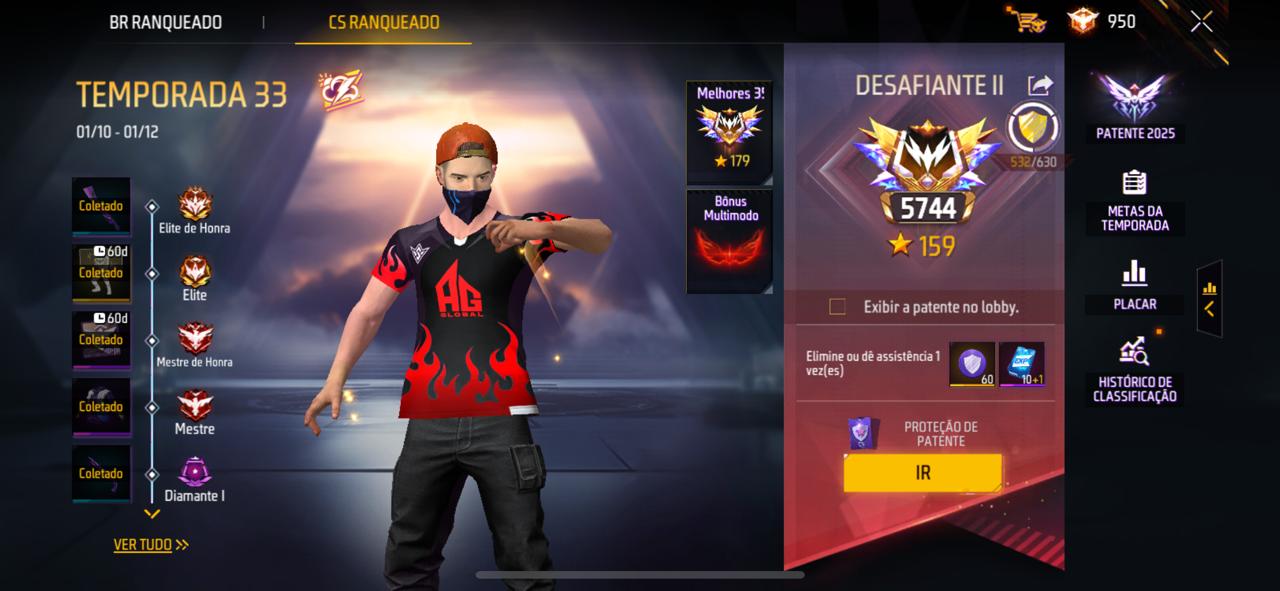 BR RANQUEADO
CS RANQUEADO
950
TEMPORADA 33
01/10 - 01/12
Coletado
Elite de Honra
60d
Coletado
Elite
60d
Coletado
Mestre de Honra
Coletado
Mestre
Coletado
Diamante I
VER TUDO
AG
GLOBAL
Melhores
179
Bônus
Multimodo
DESAFIANTE II
532/630
5744
159
Exibir a patente no lobby.
Elimine ou dê assistência 1
vez(es)
60
10+1
PROTEÇÃO DE
PATENTE
IR
PATENTE 2025
METAS DA
TEMPORADA
PLACAR
HISTÓRICO DE
CLASSIFICAÇÃO